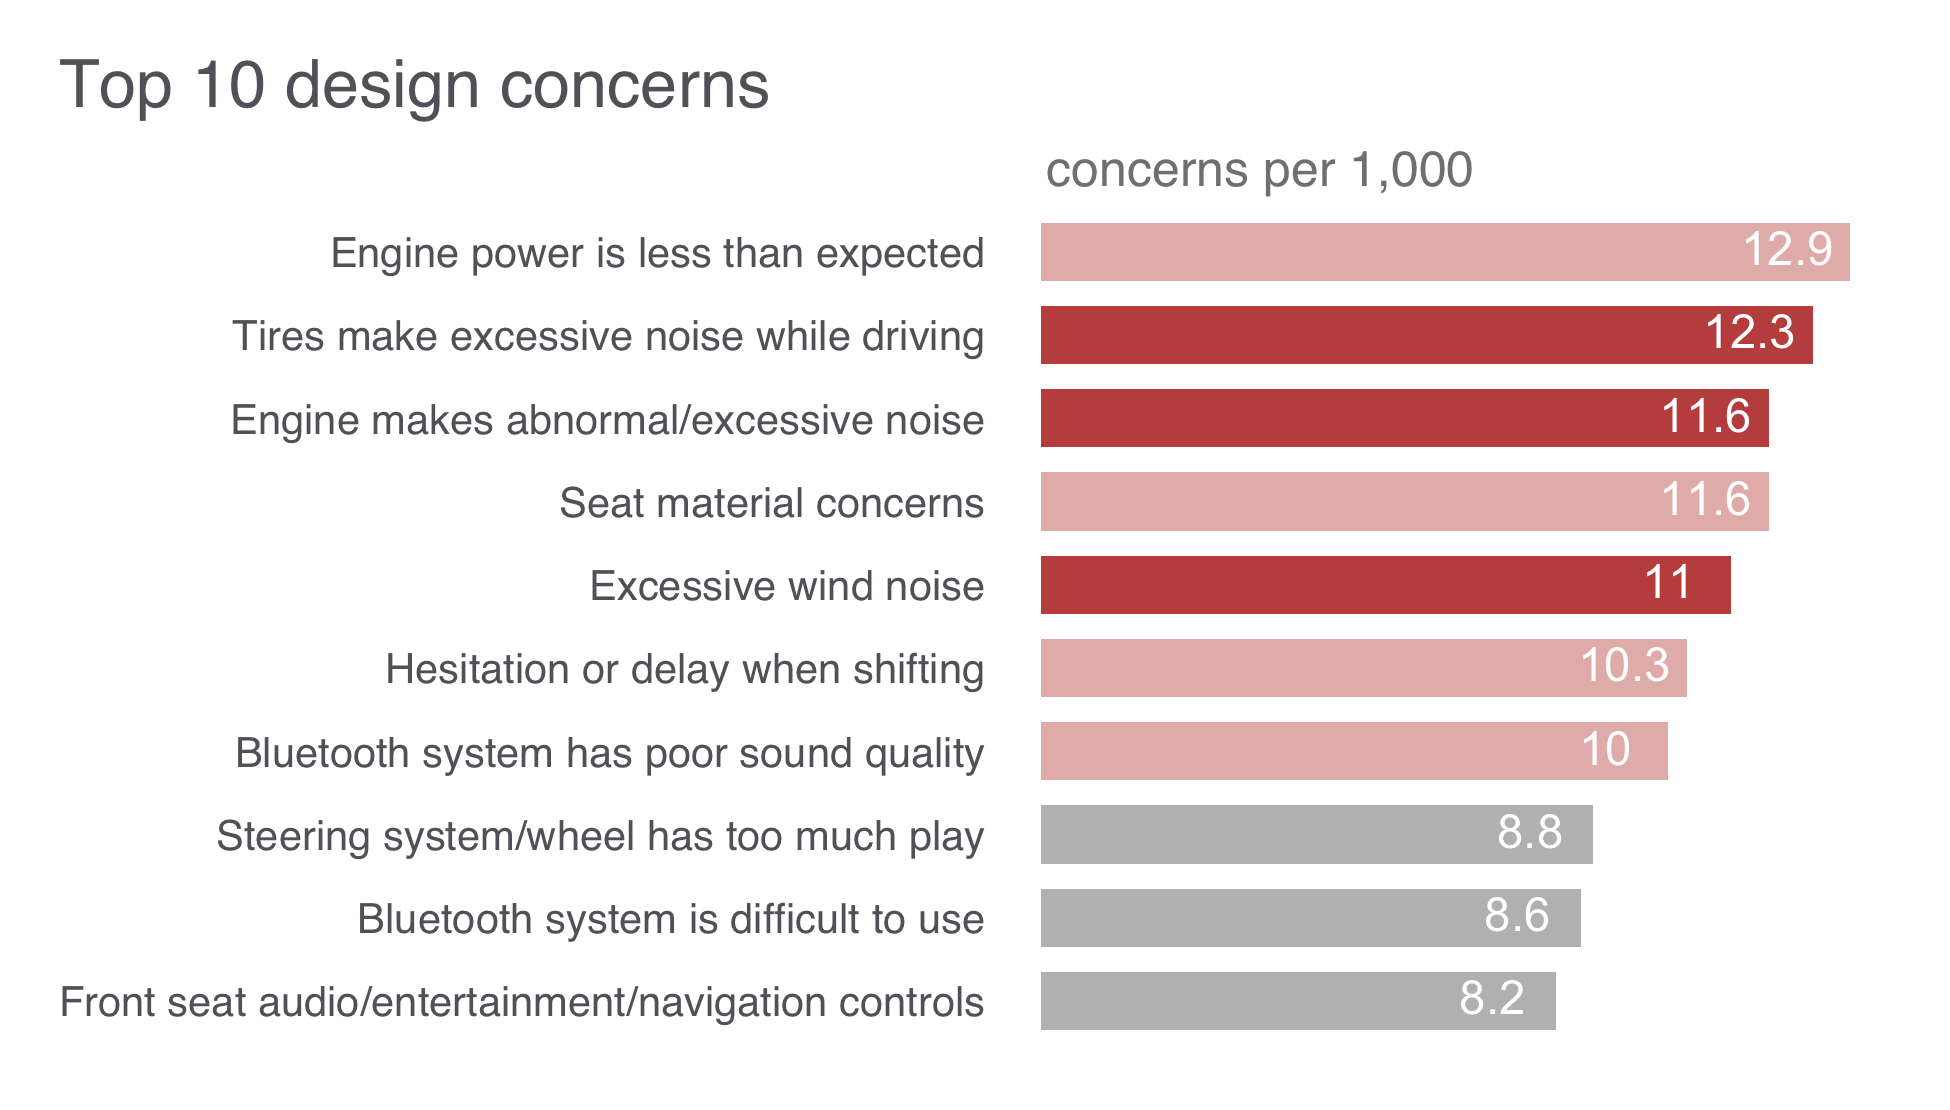 Top 10 design concerns
concerns per 1,000
Engine power is less than expected 12.9
Tires make excessive noise while driving 12.3
Engine makes abnormal/excessive noise 11.6
Seat material concerns 11.6
Excessive wind noise 11
Hesitation or delay when shifting 10.3
Bluetooth system has poor sound quality 10
Steering system/wheel has too much play 8.8
Bluetooth system is difficult to use 8.6
Front seat audio/entertainment/navigation controls 8.2